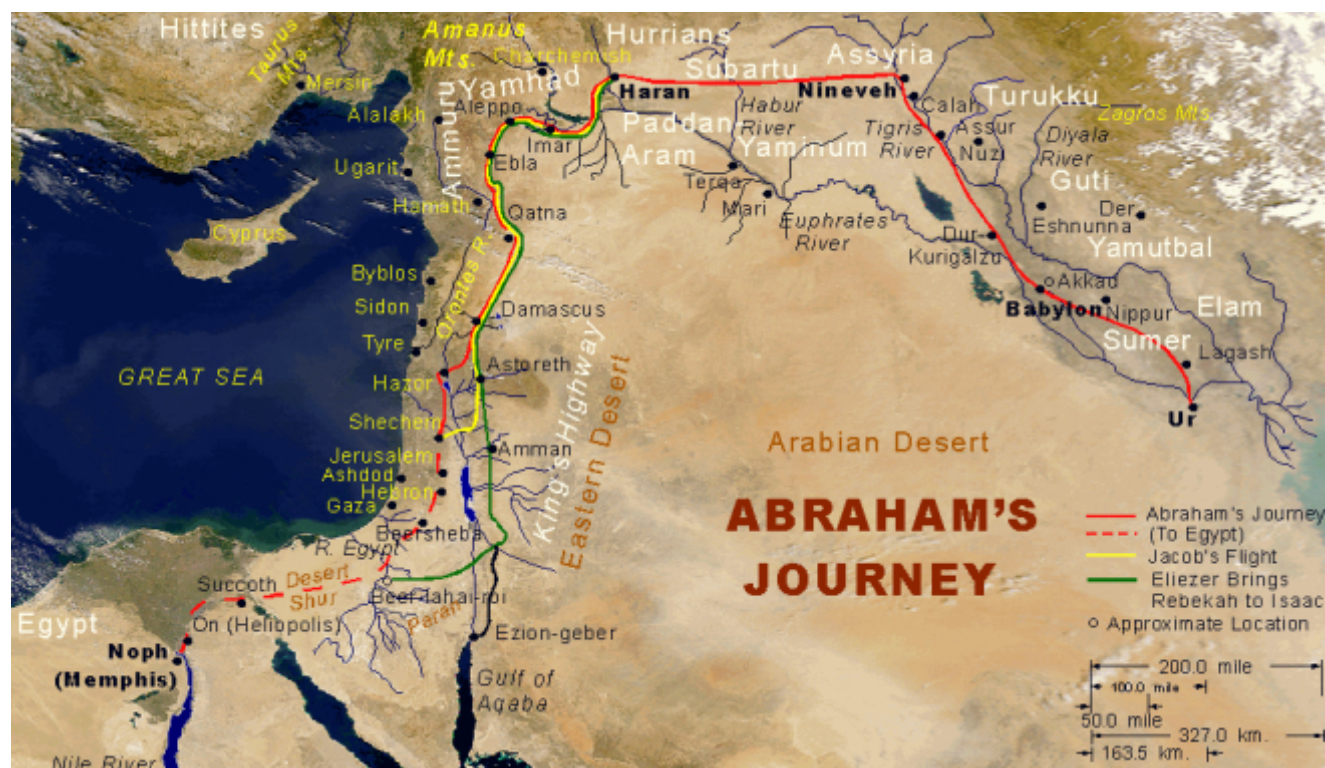 Hittites
Taurus
Mts.
Mersin
Amanus
Mts.
Charchemish
Hurrians
Subartu
Assyria
Yamhad
Haran
Nineveh
Calah
Turukku
Zagros Mts.
Alalakh
Aleppo
Imar
Paddan
Aram
Habur
River
Yaminum
Tigris
River
Assur
Nuzi
Diyala
River
Ammuru
Ebla
Ugarit
Guti
Terqa
Mari
Hamath
Qatna
Euphrates
River
Der
Eshnunna
Cyprus
Orontes R.
Dur
Kurigalzu
Yamutbal
Byblos
Akkad
Sidon
Damascus
Babylon
Nippur
Elam
Tyre
Sumer
Lagash
GREAT SEA
Hazor
Astoreth
Shechem
Ur
King's Highway
Eastern Desert
Amman
Arabian Desert
Jerusalem
Ashdod
Hebron
Gaza
Beersheba
R. Egypt
ABRAHAM'S
JOURNEY
Abraham's Journey
(To Egypt)
Jacob's Flight
Eliezer Brings
Rebekah to Isaac
Approximate Location
Succoth
Desert
Shur
Beer-lahai-roi
Paran
Egypt
On (Heliopolis)
Ezion-geber
Noph
(Memphis)
Gulf of
Aqaba
Nile River
200.0 mile
100.0 mile
50.0 mile
327.0 km.
163.5 km.